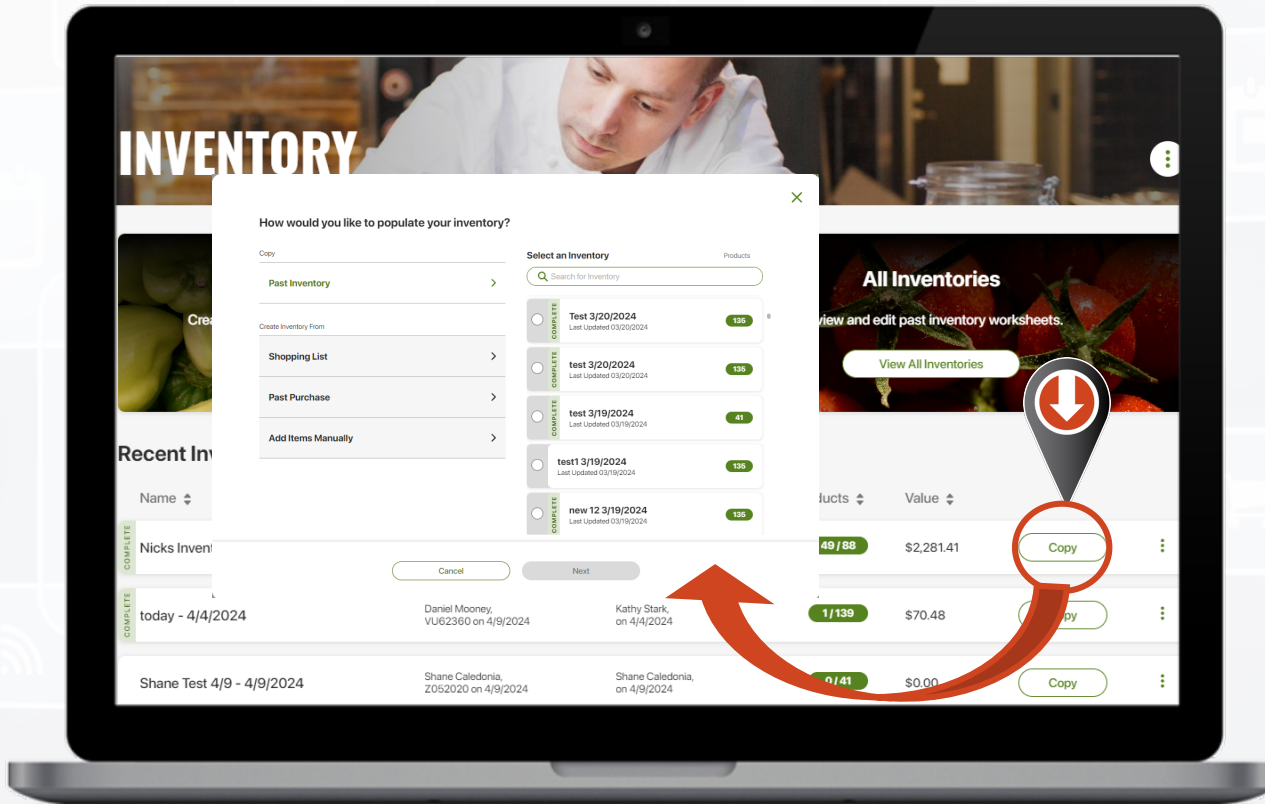 INVENTORY
How would you like to populate your inventory?
Copy
Past Inventory
Create Inventory From
Shopping List
Past Purchase
Add Items Manually
Select an Inventory Products
Search for Inventory
COMPLETE
Test 3/20/2024
Last Updated 03/20/2024
135
COMPLETE
test 3/20/2024
Last Updated 03/20/2024
135
COMPLETE
test 3/19/2024
Last Updated 03/19/2024
41
test1 3/19/2024
Last Updated 03/19/2024
135
COMPLETE
new 12 3/19/2024
Last Updated 03/19/2024
135
Cancel Next
All Inventories
view and edit past inventory worksheets.
View All Inventories
Name Value
COMPLETE
Nicks
49 / 88
$2,281.41
Copy
COMPLETE
today - 4/4/2024
Daniel Mooney,
VU62360 on 4/9/2024
Kathy Stark,
on 4/4/2024
1 / 139
$70.48
Shane Test 4/9 - 4/9/2024
Shane Caledonia,
Z052020 on 4/9/2024
Shane Caledonia,
on 4/9/2024
0 / 41
$0.00
Copy